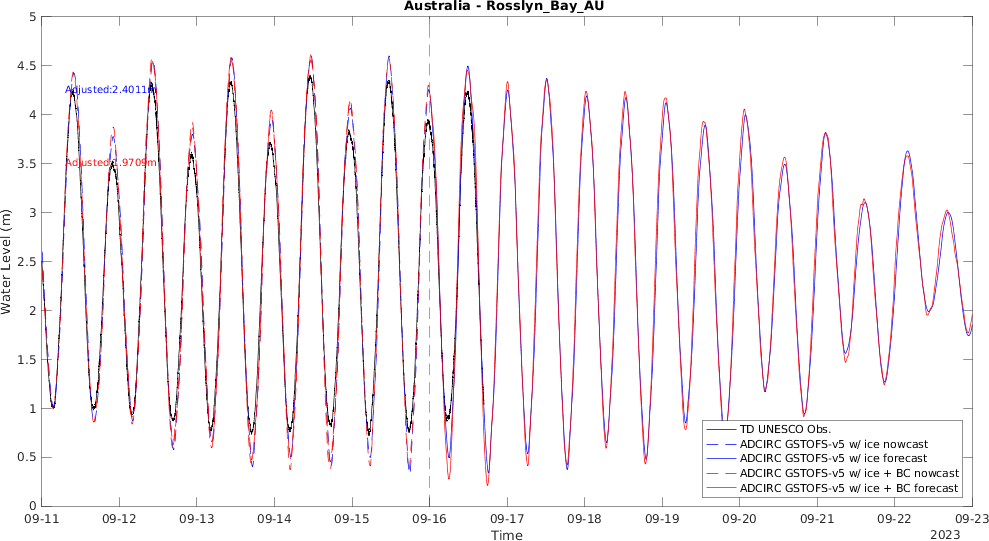 Australia - Rosslyn_Bay_AU
5
4.5
4
3.5
3
2.5
2
1.5
1
0.5
0
Water Level (m)
Adjusted:2.4011m
Adjusted:1.9709m
TD UNESCO Obs.
ADCIRC GSTOFS-v5 w/ ice nowcast
ADCIRC GSTOFS-v5 w/ ice forecast
ADCIRC GSTOFS-v5 w/ ice + BC nowcast
ADCIRC GSTOFS-v5 w/ ice + BC forecast
09-11 09-12 09-13 09-14 09-15 09-16 09-17 09-18 09-19 09-20 09-21 09-22 09-23
Time
2023